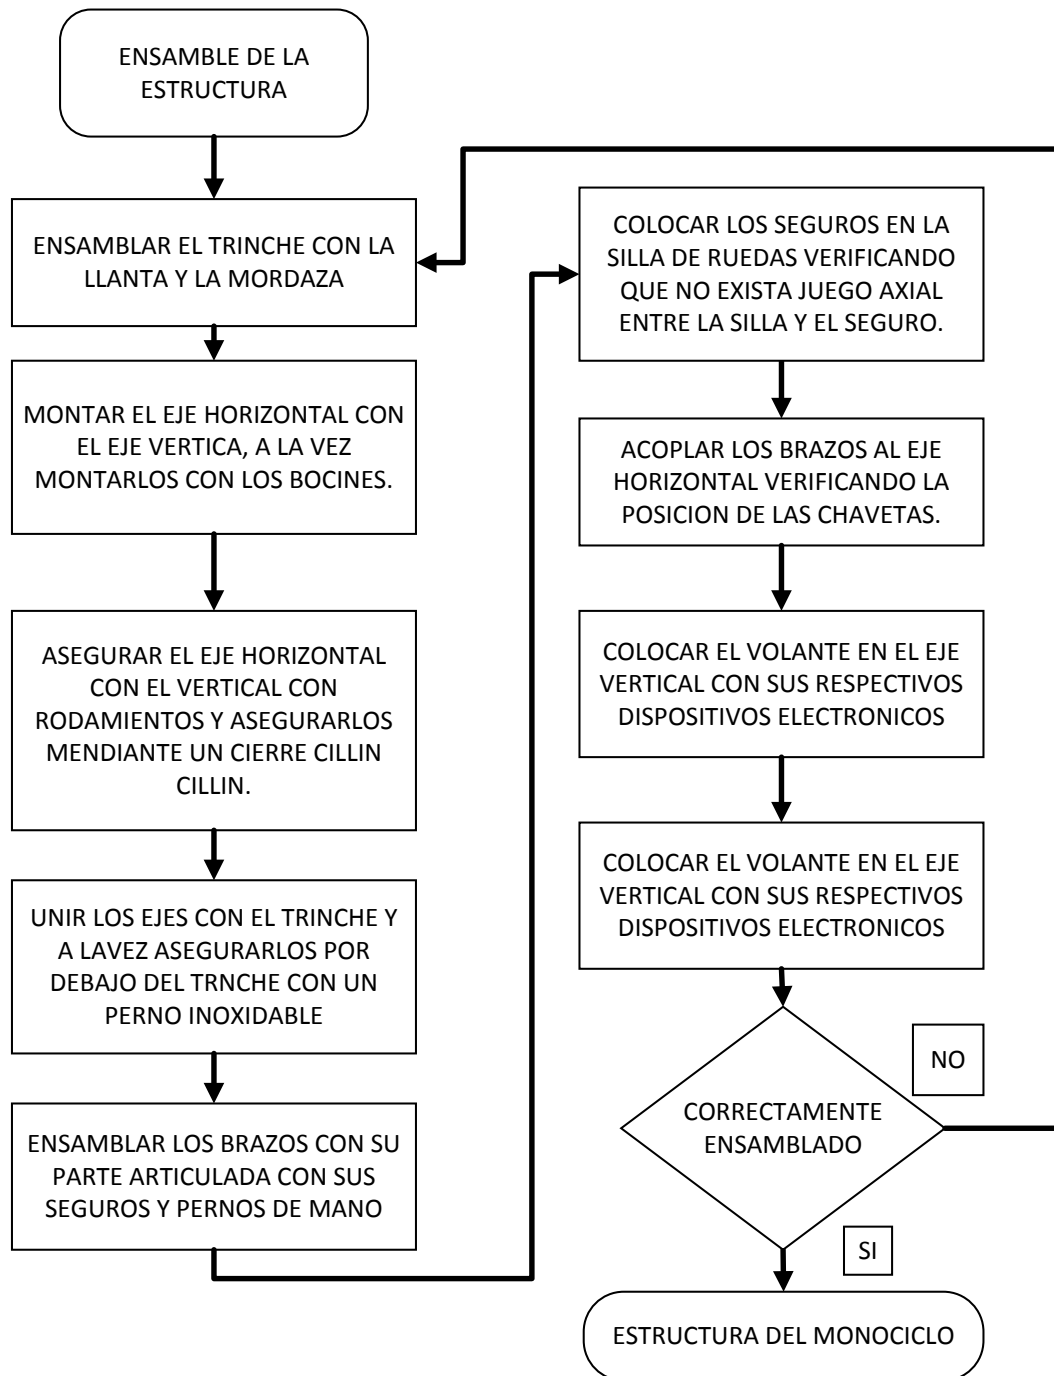 ENSAMBLE DE LA
ESTRUCTURA
ENSAMBLAR EL TRINCHE CON LA
LLANTA Y LA MORDAZA
MONTAR EL EJE HORIZONTAL CON
EL EJE VERTICA, A LA VEZ
MONTARLOS CON LOS BOCINES.
ASEGURAR EL EJE HORIZONTAL
CON EL VERTICAL CON
RODAMIENTOS Y ASEGURARLOS
MENDIANTE UN CIERRE CILLIN
CILLIN.
UNIR LOS EJES CON EL TRINCHE Y
A LAVEZ ASEGURARLOS POR
DEBAJO DEL TRNCHE CON UN
PERNO INOXIDABLE
ENSAMBLAR LOS BRAZOS CON SU
PARTE ARTICULADA CON SUS
SEGUROS Y PERNOS DE MANO
COLOCAR LOS SEGUROS EN LA
SILLA DE RUEDAS VERIFICANDO
QUE NO EXISTA JUEGO AXIAL
ENTRE LA SILLA Y EL SEGURO.
ACOPLAR LOS BRAZOS AL EJE
HORIZONTAL VERIFICANDO LA
POSICION DE LAS CHAVETAS.
COLOCAR EL VOLANTE EN EL EJE
VERTICAL CON SUS RESPECTIVOS
DISPOSITIVOS ELECTRONICOS
COLOCAR EL VOLANTE EN EL EJE
VERTICAL CON SUS RESPECTIVOS
DISPOSITIVOS ELECTRONICOS
CORRECTAMENTE
ENSAMBLADO
NO
SI
ESTRUCTURA DEL MONOCICLO